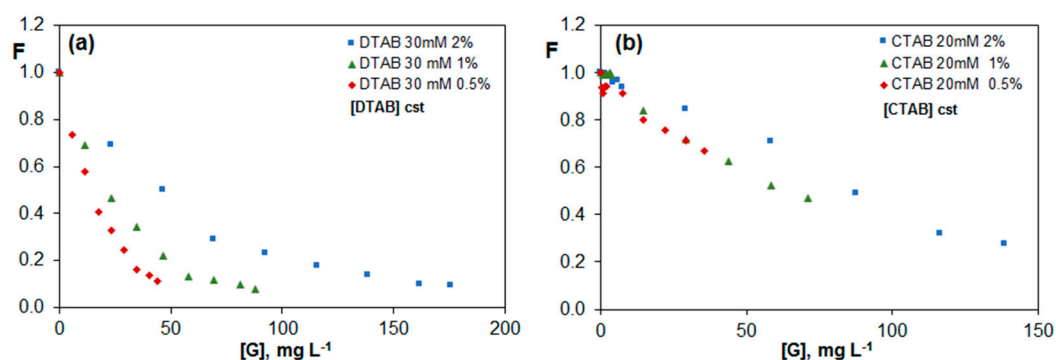 (a)
F
DTAB 30mM 2%
DTAB 30 mM 1%
DTAB 30 mM 0.5%
[DTAB] cst
1.2
1.0
0.8
0.6
0.4
0.2
0.0
0 50 100 150 200
[G], mg L-1
(b)
F
CTAB 20mM 2%
CTAB 20mM 1%
CTAB 20mM 0.5%
[CTAB] cst
1.2
1.0
0.8
0.6
0.4
0.2
0.0
0 50 100 150
[G], mg L-1